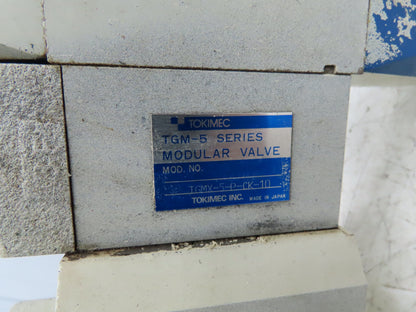 TOKIMEC
TGM-5 SERIES
MODULAR VALVE
MOD. NO.
TGMX-5-P-CK-10
TOKIMEC INC. MADE IN JAPAN